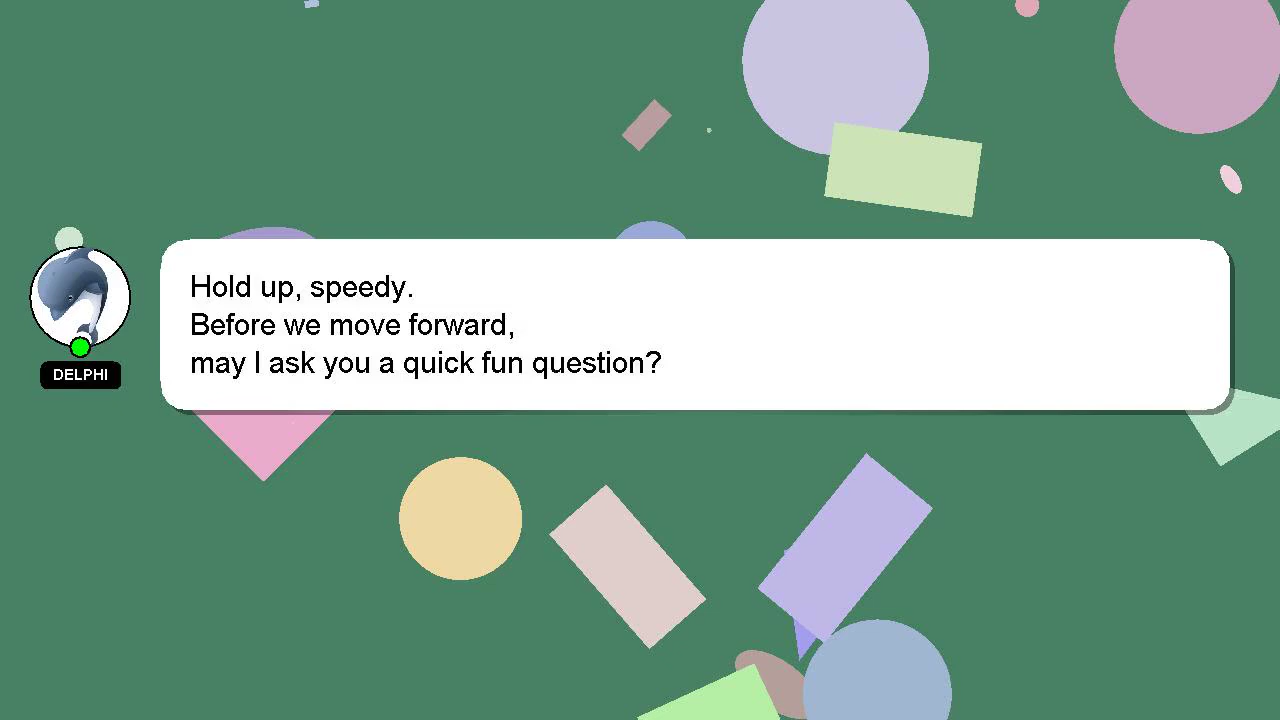 Hold up, speedy.
Before we move forward,
may I ask you a quick fun question?
DELPHI